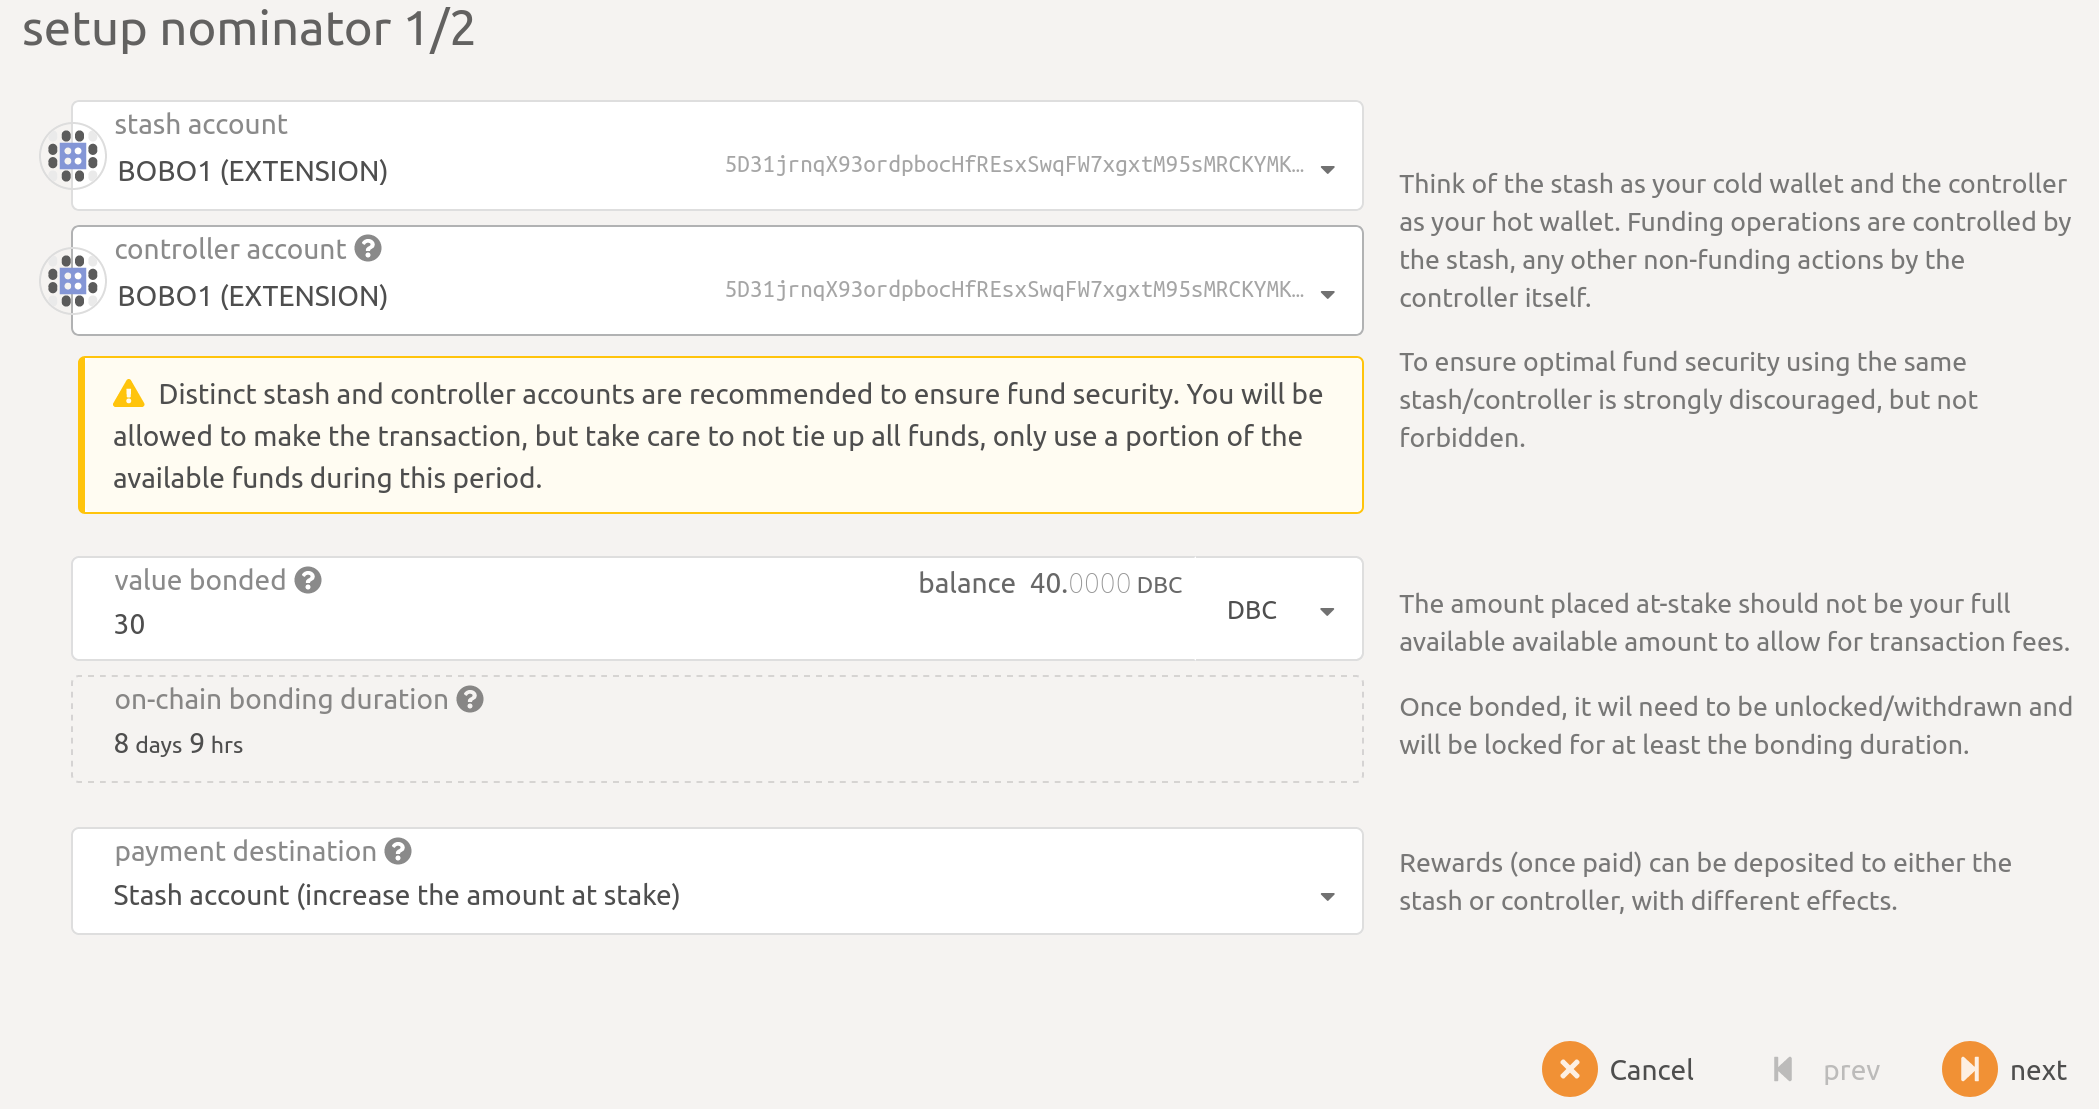 setup nominator 1/2
stash account
BOBO1 (EXTENSION)
5D31jrnqX93ordpbocHfREsxSwqFW7xgxtM95sMRCKYMK…
controller account
BOBO1 (EXTENSION)
5D31jrnqX93ordpbocHfREsxSwqFW7xgxtM95sMRCKYMK…
Think of the stash as your cold wallet and the controller
as your hot wallet. Funding operations are controlled by
the stash, any other non-funding actions by the
controller itself.
To ensure optimal fund security using the same
stash/controller is strongly discouraged, but not
forbidden.
Distinct stash and controller accounts are recommended to ensure fund security. You will be
allowed to make the transaction, but take care to not tie up all funds, only use a portion of the
available funds during this period.
value bonded
30
balance 40.0000 DBC
DBC
on-chain bonding duration
8 days 9 hrs
The amount placed at-stake should not be your full
available available amount to allow for transaction fees.
Once bonded, it wil need to be unlocked/withdrawn and
will be locked for at least the bonding duration.
payment destination
Stash account (increase the amount at stake)
Rewards (once paid) can be deposited to either the
stash or controller, with different effects.
Cancel
prev
next